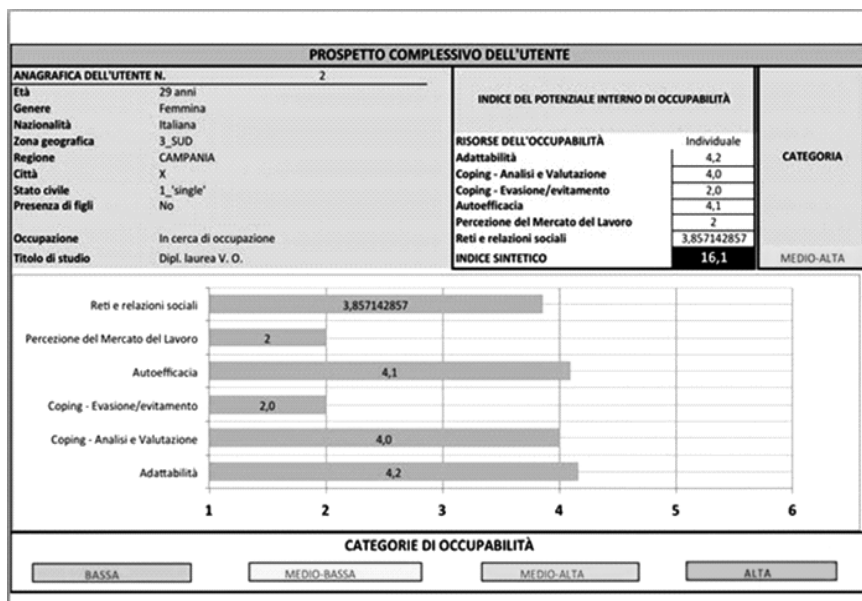 PROSPETTO COMPLESSIVO DELL'UTENTE
ANAGRAFICA DELL'UTENTE N. 2
Età 29 anni
Genere Femmina
Nazionalità Italiana
Zona geografica 3_SUD
Regione CAMPANIA
Città X
Stato civile 1_'single'
Presenza di figli No
Occupazione In cerca di occupazione
Titolo di studio Dipl. laurea V. O.
INDICE DEL POTENZIALE INTERNO DI OCCUPABILITÀ
RISORSE DELL'OCCUPABILITÀ Individuale
Adattabilità 4,2
Coping - Analisi e Valutazione 4,0
Coping - Evasione/evitamento 2,0
Autoefficacia 4,1
Percezione del Mercato del Lavoro 2
Reti e relazioni sociali 3,857142857
INDICE SINTETICO 16,1
CATEGORIA
MEDIO-ALTA
Reti e relazioni sociali 3,857142857
Percezione del Mercato del Lavoro 2
Autoefficacia 4,1
Coping - Evasione/evitamento 2,0
Coping - Analisi e Valutazione 4,0
Adattabilità 4,2
1 2 3 4 5 6
CATEGORIE DI OCCUPABILITÀ
BASSA MEDIO-BASSA MEDIO-ALTA ALTA